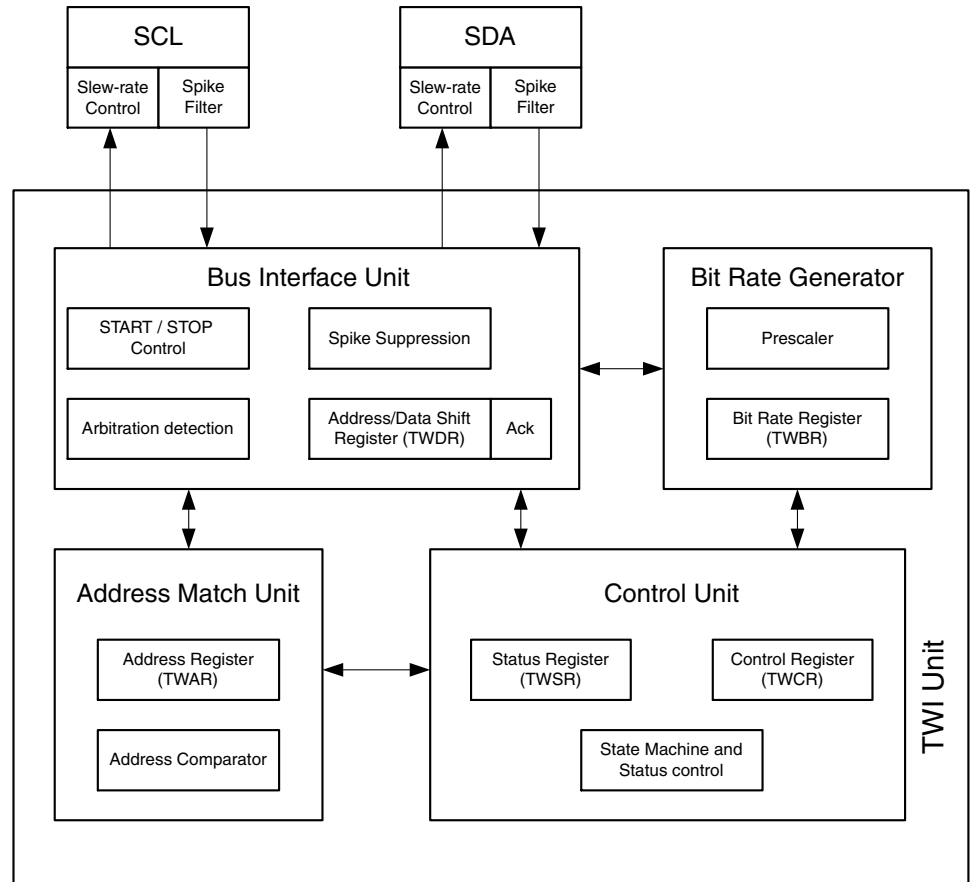 SCL
Slew-rate
Control
Spike
Filter
SDA
Slew-rate
Control
Spike
Filter
Bus Interface Unit
START / STOP
Control
Spike Suppression
Arbitration detection
Address/Data Shift
Register (TWDR)
Ack
Bit Rate Generator
Prescaler
Bit Rate Register
(TWBR)
Address Match Unit
Address Register
(TWAR)
Address Comparator
Control Unit
Status Register
(TWSR)
Control Register
(TWCR)
State Machine and
Status control
TWI Unit